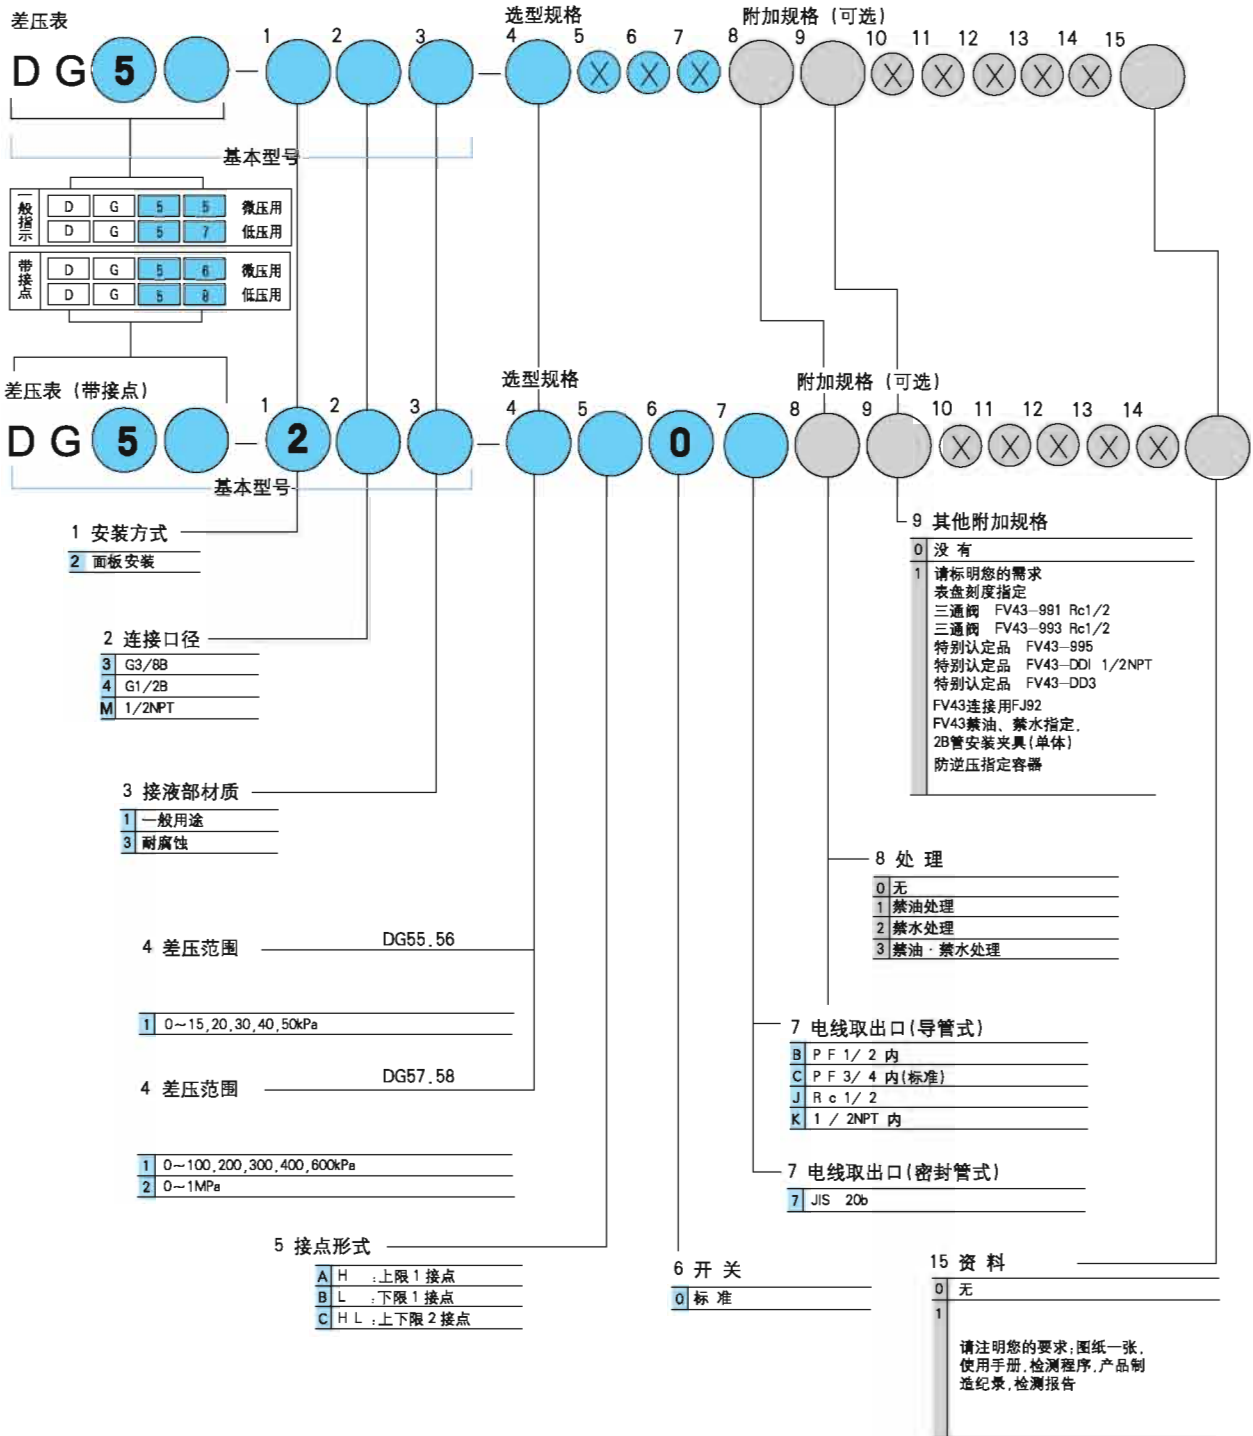 差压表
选型规格
附加规格 (可选)
1 2 3 4 5 6 7 8 9 10 11 12 13 14 15
D G 5 — — X X X X X X X X
基本型号
一般指示
D G 5 5 微压用
D G 5 7 低压用
带接点
D G 5 6 微压用
D G 5 8 低压用
差压表 (带接点)
选型规格
附加规格 (可选)
1 2 3 4 5 6 7 8 9 10 11 12 13 14
D G 5 — 2 — 0 X X X X X
基本型号
1 安装方式
2 面板安装
2 连接口径
3 G3/8B
4 G1/2B
M 1/2NPT
3 接液部材质
1 一般用途
3 耐腐蚀
4 差压范围 DG55.56
1 0~15,20,30,40,50kPa
4 差压范围 DG57.58
1 0~100,200,300,400,600kPa
2 0~1MPa
5 接点形式
A H :上限1接点
B L :下限1接点
C H L :上下限2接点
6 开 关
0 标 准
7 电线取出口(导管式)
B P F 1/ 2 内
C P F 3/ 4 内(标准)
J R c 1/ 2
K 1 / 2NPT 内
7 电线取出口(密封管式)
7 JIS 20b
8 处 理
0 无
1 禁油处理
2 禁水处理
3 禁油·禁水处理
9 其他附加规格
0 没 有
1 请标明您的需求
表盘刻度指定
三通阀 FV43-991 Rc1/2
三通阀 FV43-993 Rc1/2
特别认定品 FV43-995
特别认定品 FV43-DDI 1/2NPT
特别认定品 FV43-DD3
FV43连接用FJ92
FV43禁油、禁水指定.
2B管安装夹具(单体)
防逆压指定容器
15 资 料
0 无
1
请注明您的要求:图纸一张,
使用手册,检测程序,产品制
造纪录,检测报告